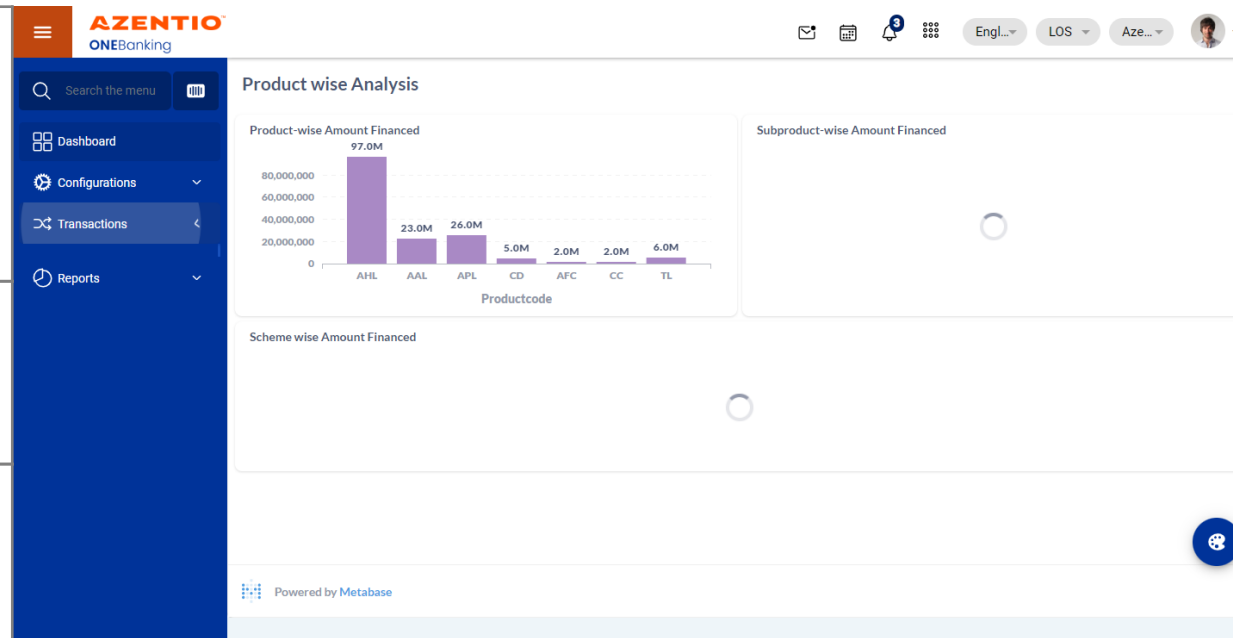 AZENTIO
ONEBanking
3
Engl...
LOS
Aze...
Search the menu
Dashboard
Configurations
Transactions
Reports
Product wise Analysis
Product-wise Amount Financed
97.0M
80,000,000
60,000,000
40,000,000
20,000,000
0
23.0M
26.0M
5.0M
2.0M
2.0M
6.0M
AHL AAL APL CD AFC CC TL
Productcode
Subproduct-wise Amount Financed
Scheme wise Amount Financed
Powered by Metabase